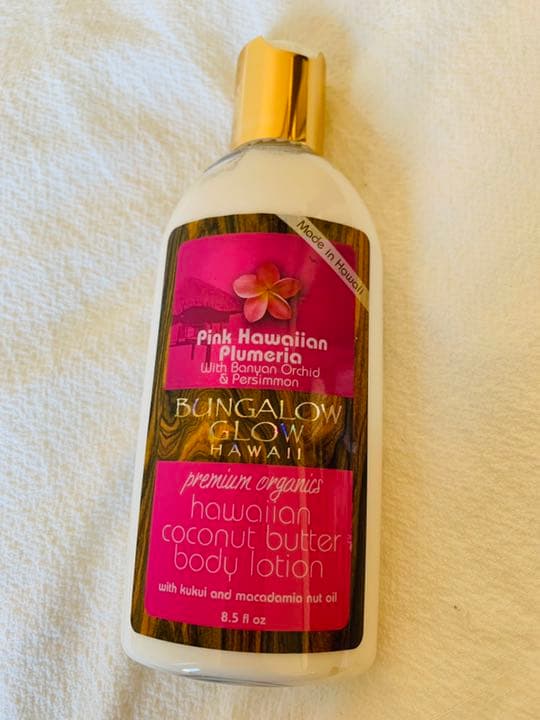 Made in Hawaii
Pink Hawaiian
Plumeria
With Banyan Orchid
& Persimmon
BUNGALOW
GLOW
HAWAII
premium organics
hawaiian
coconut butter
body lotion
with kukui and macadamia nut oil
8.5 fl oz